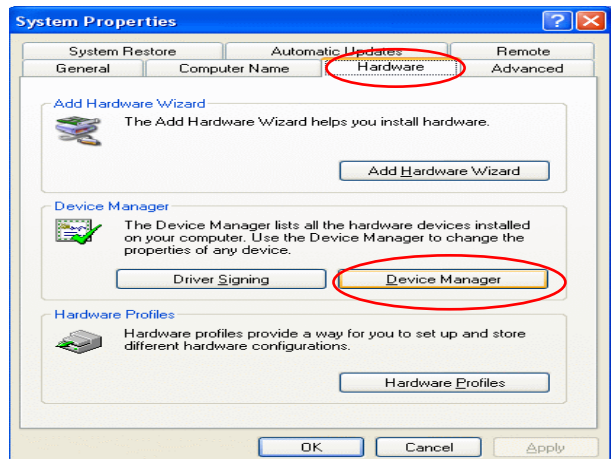 System Properties
System Restore Automatic Updates Remote
General Computer Name Hardware Advanced
Add Hardware Wizard
The Add Hardware Wizard helps you install hardware.
Add Hardware Wizard
Device Manager
The Device Manager lists all the hardware devices installed
on your computer. Use the Device Manager to change the
properties of any device.
Driver Signing Device Manager
Hardware Profiles
Hardware profiles provide a way for you to set up and store
different hardware configurations.
Hardware Profiles
OK Cancel Apply